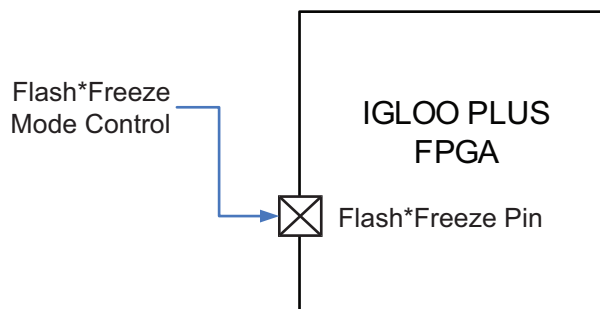 Flash*Freeze
Mode Control
IGLOO PLUS
FPGA
Flash*Freeze Pin